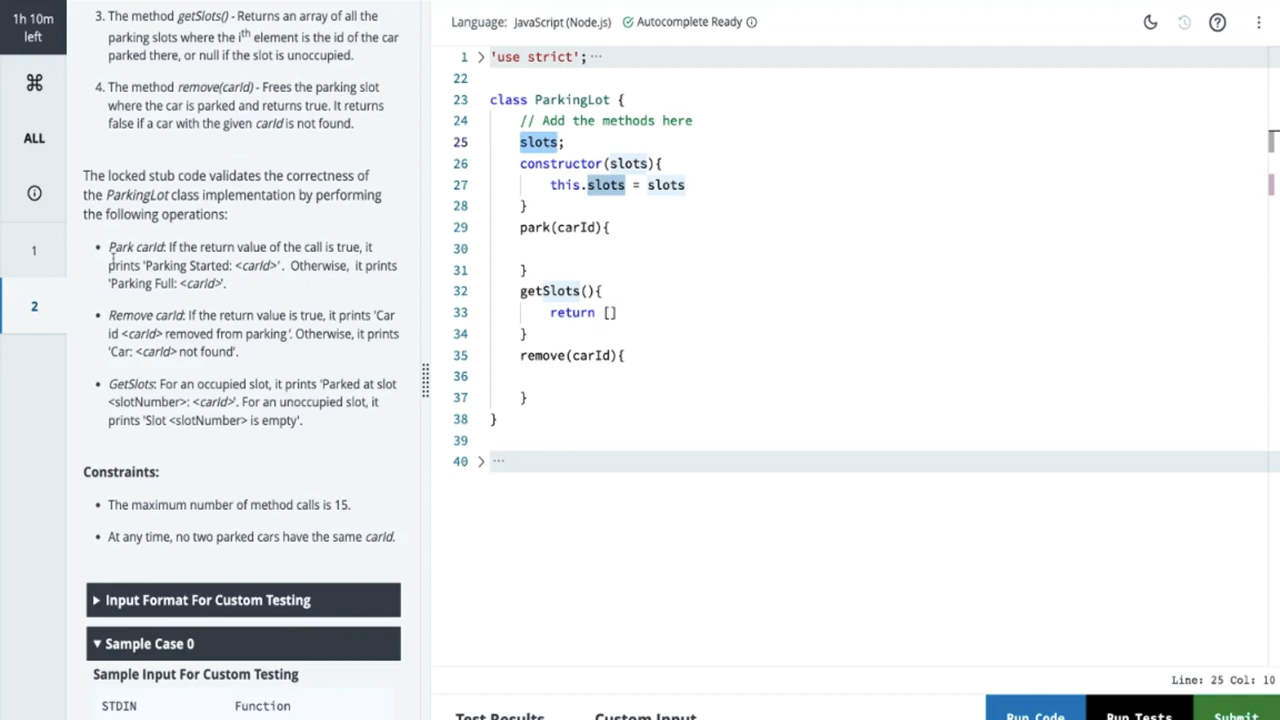 1h 10m
left
ALL
1
2
3. The method getSlots() - Returns an array of all the
parking slots where the ith element is the id of the car
parked there, or null if the slot is unoccupied.
4. The method remove(carId) - Frees the parking slot
where the car is parked and returns true. It returns
false if a car with the given carId is not found.
The locked stub code validates the correctness of
the ParkingLot class implementation by performing
the following operations:
• Park carId: If the return value of the call is true, it
prints 'Parking Started: <carId>'. Otherwise, it prints
'Parking Full: <carId>'.
• Remove carId: If the return value is true, it prints 'Car
id <carId> removed from parking'. Otherwise, it prints
'Car: <carId> not found'.
• GetSlots: For an occupied slot, it prints 'Parked at slot
<slotNumber>: <carId>'. For an unoccupied slot, it
prints 'Slot <slotNumber> is empty'.
Constraints:
• The maximum number of method calls is 15.
• At any time, no two parked cars have the same carId.
Input Format For Custom Testing
Sample Case 0
Sample Input For Custom Testing
STDIN Function
Language: JavaScript (Node.js) Autocomplete Ready
1 'use strict'; ...
22
23 class ParkingLot {
24 // Add the methods here
25 slots;
26 constructor(slots){
27 this.slots = slots
28 }
29 park(carId){
30
31 }
32 getSlots(){
33 return []
34 }
35 remove(carId){
36
37 }
38 }
39
40 ...
Line: 25 Col: 10
Test Results Custom Input Run Code Run Tests Submit